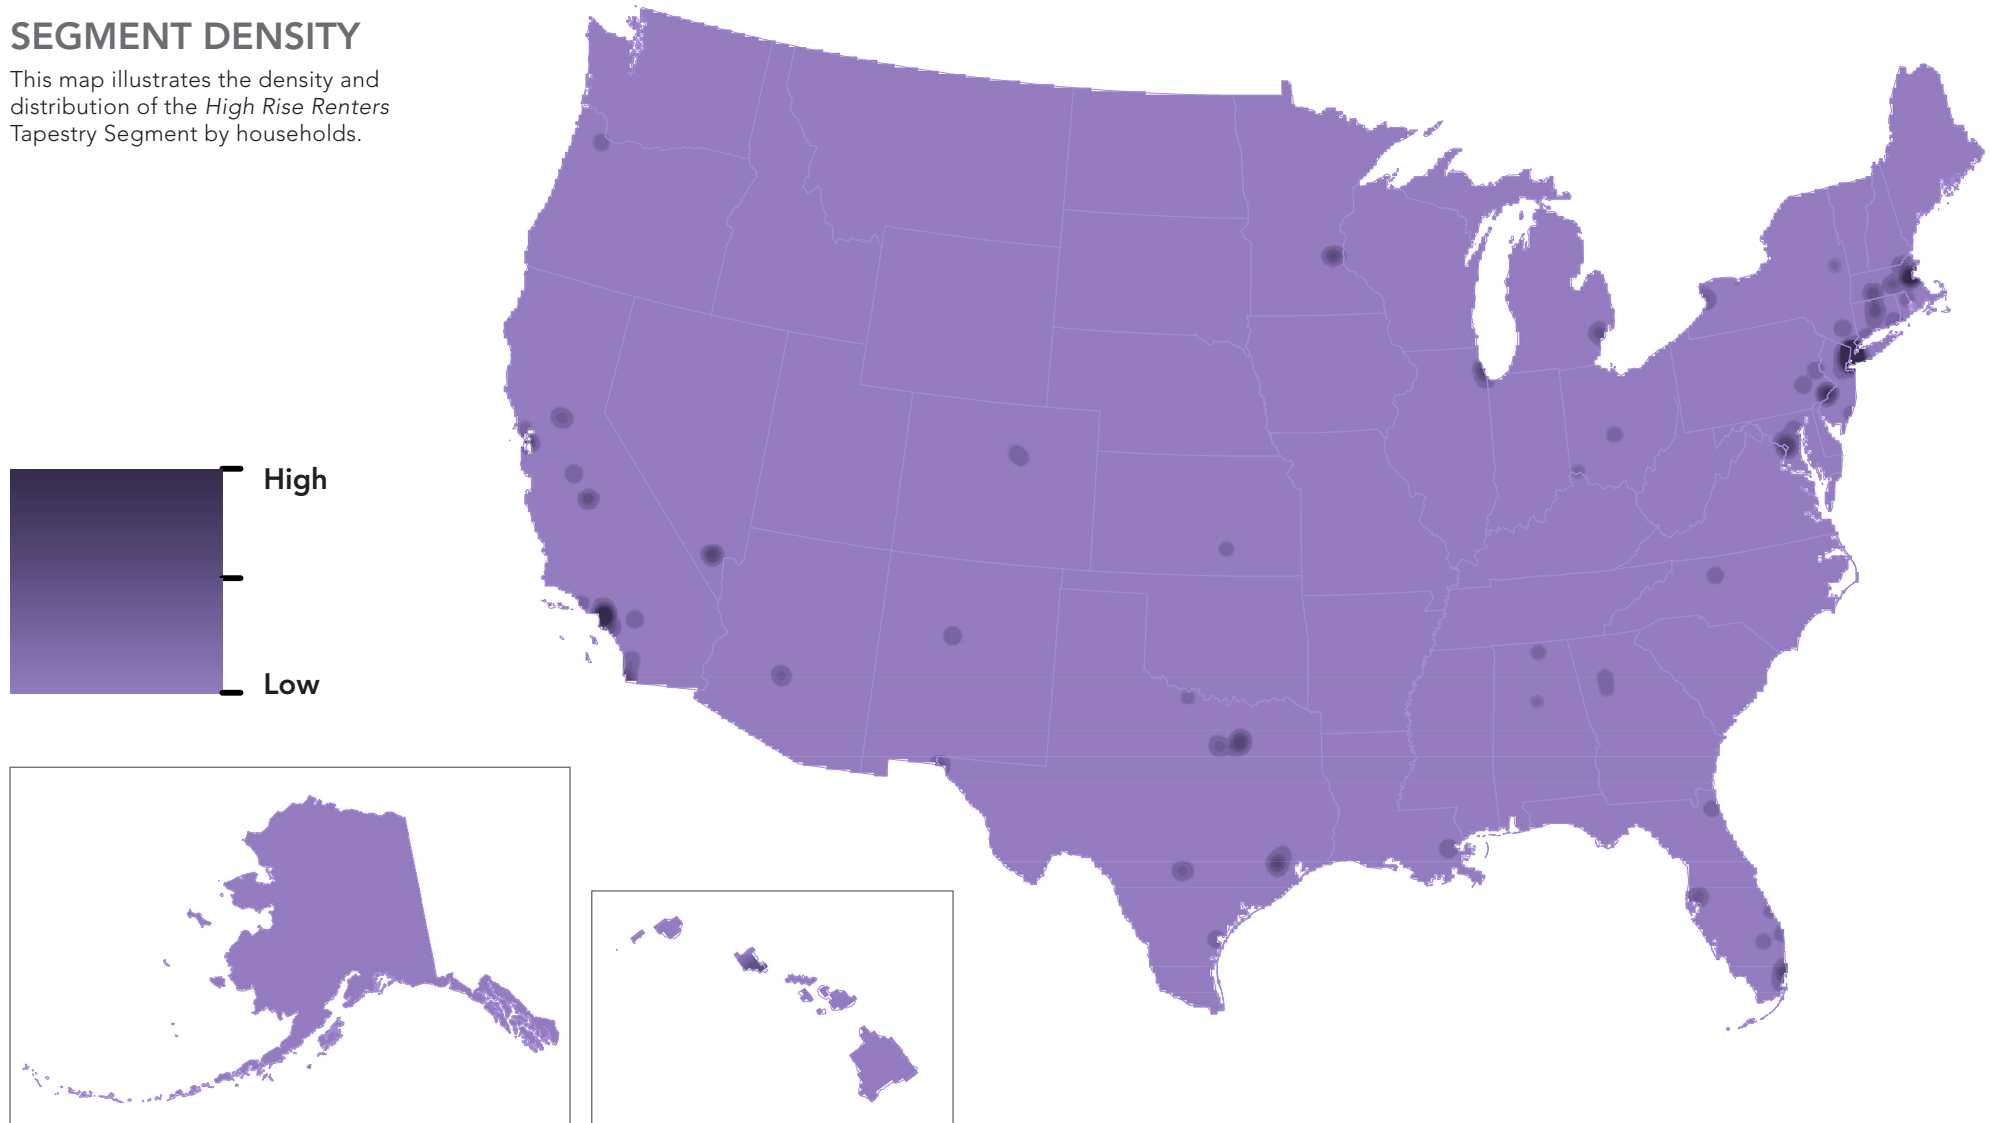 SEGMENT DENSITY
This map illustrates the density and
distribution of the High Rise Renters
Tapestry Segment by households.
High
Low